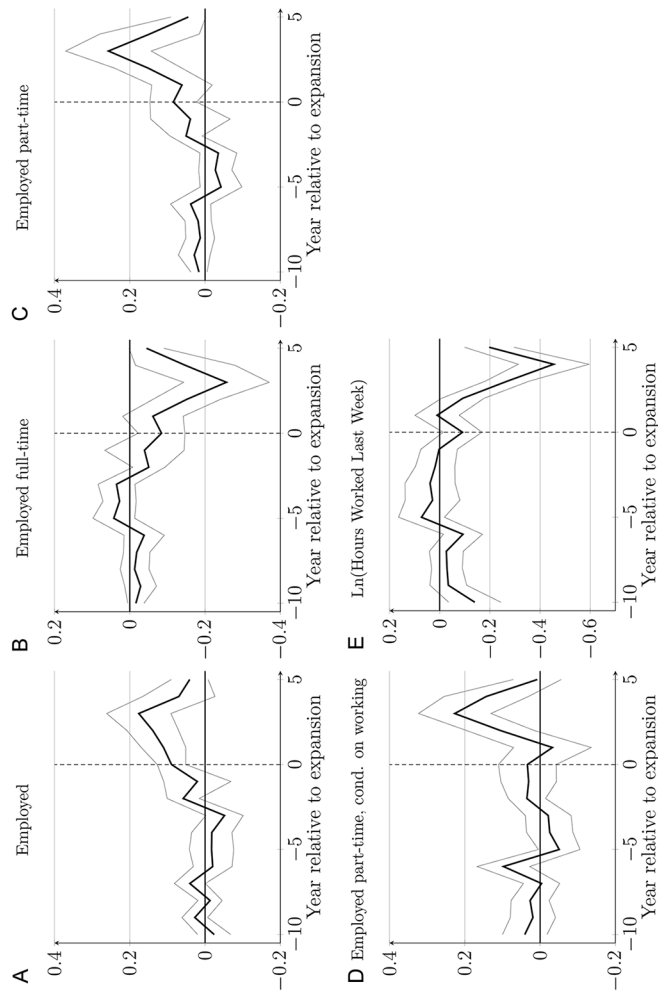 A
Employed
0.4
0.2
0
−0.2
−10
−5
0
5
Year relative to expansion
B
Employed full-time
0.2
0
−0.2
−0.4
−10
−5
0
5
Year relative to expansion
C
Employed part-time
0.4
0.2
0
−0.2
−10
−5
0
5
Year relative to expansion
D Employed part-time, cond. on working
0.4
0.2
0
−0.2
−10
−5
0
5
Year relative to expansion
E
Ln(Hours Worked Last Week)
0.2
0
−0.2
−0.4
−0.6
−10
−5
0
5
Year relative to expansion